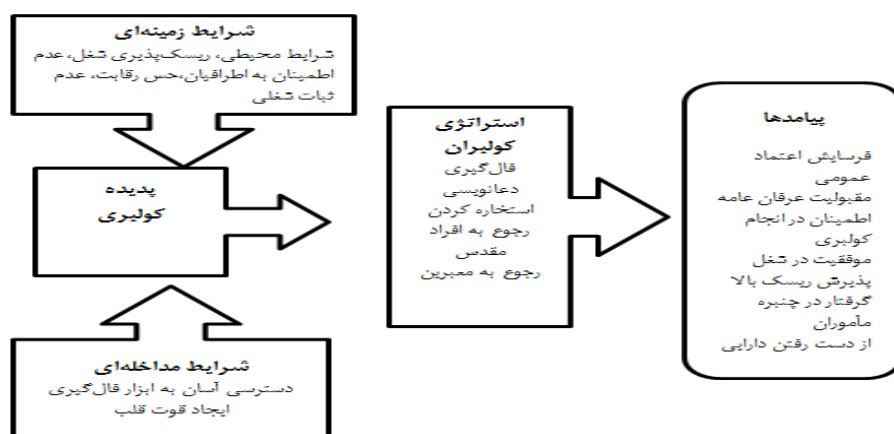 شرایط زمینه‌ای
شرایط محیطی، ریسک‌پذیری شغل، عدم
اطمینان به اطرافیان،حس رقابت، عدم
ثبات شغلی
پدیده
کولبری
شرایط مداخله‌ای
دسترسی آسان به ابزار فال‌گیری
ایجاد قوت قلب
استراتژی
کولبران
فال‌گیری
دعانویسی
استخاره کردن
رجوع به افراد
مقدس
رجوع به معبرین
پیامدها
فرسایش اعتماد
عمومی
مقبولیت عرفان عامه
اطمینان در انجام
کولبری
موفقیت در شغل
پذیرش ریسک بالا
گرفتار در چنبره
مأموران
از دست رفتن دارایی